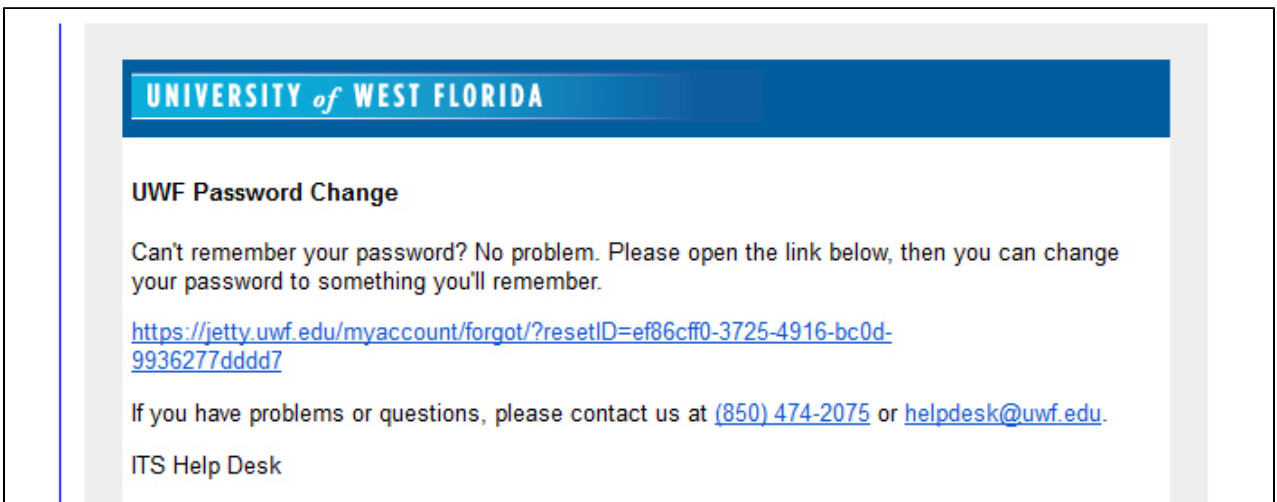 UNIVERSITY of WEST FLORIDA
UWF Password Change
Can't remember your password? No problem. Please open the link below, then you can change
your password to something you'll remember.
https://jetty.uwf.edu/myaccount/forgot/?resetID=ef86cff0-3725-4916-bc0d-
9936277dddd7
If you have problems or questions, please contact us at (850) 474-2075 or helpdesk@uwf.edu.
ITS Help Desk